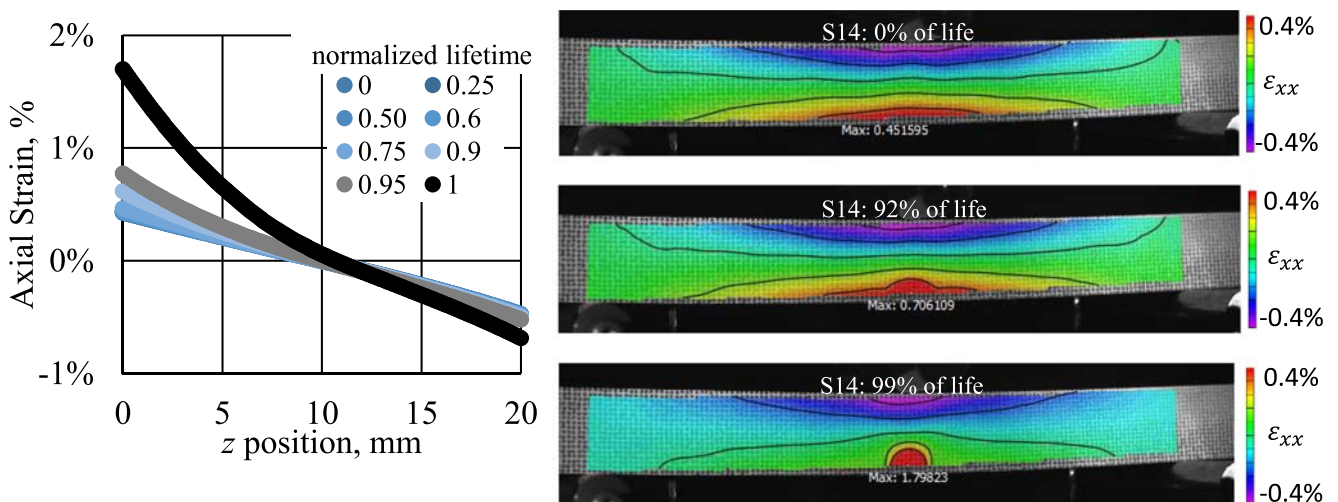 2%
1%
0%
-1%
Axial Strain, %
normalized lifetime
0 0.25
0.50 0.6
0.75 0.9
0.95 1
0 5 10 15 20
z position, mm
S14: 0% of life
Max: 0.451595
0.4%
εxx
-0.4%
S14: 92% of life
Max: 0.706109
0.4%
εxx
-0.4%
S14: 99% of life
Max: 1.79823
0.4%
εxx
-0.4%